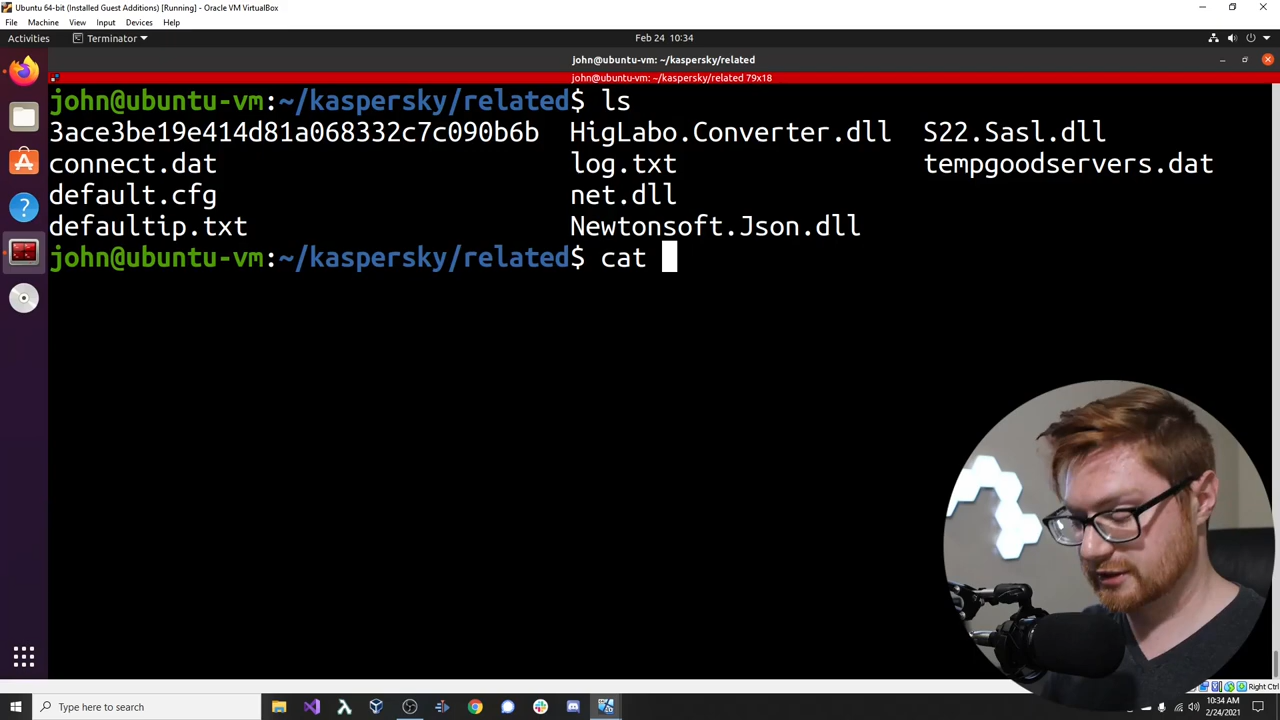 Ubuntu 64-bit (Installed Guest Additions) [Running] - Oracle VM VirtualBox
File Machine View Input Devices Help
Activities Terminator Feb 24 10:34
john@ubuntu-vm: ~/kaspersky/related
john@ubuntu-vm: ~/kaspersky/related 79x18
john@ubuntu-vm:~/kaspersky/related$ ls
3ace3be19e414d81a068332c7c090b6b HigLabo.Converter.dll S22.Sasl.dll
connect.dat log.txt tempgoodservers.dat
default.cfg net.dll
defaultip.txt Newtonsoft.Json.dll
john@ubuntu-vm:~/kaspersky/related$ cat
Right Ctrl
Type here to search
10:34 AM
2/24/2021